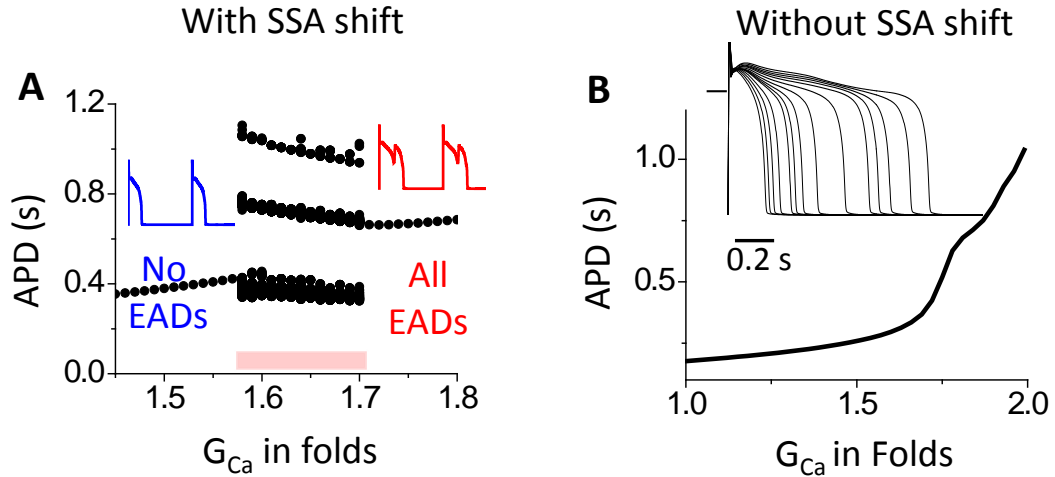 With SSA shift
Without SSA shift
A
1.2
0.8
0.4
0.0
APD (s)
No
EADs
All
EADs
1.5
1.6
1.7
1.8
G_Ca in folds
B
1.0
0.5
APD (s)
0.2 s
1.0
1.5
2.0
G_Ca in Folds